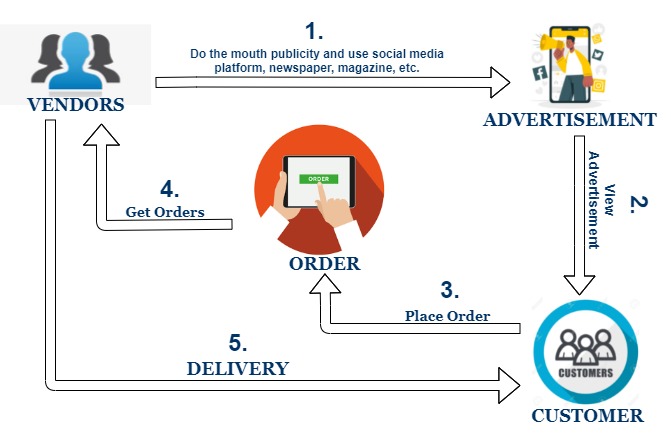 1.
Do the mouth publicity and use social media
platform, newspaper, magazine, etc.
VENDORS
ADVERTISEMENT
2.
View
Advertisement
4.
Get Orders
ORDER
ORDER
3.
Place Order
5.
DELIVERY
CUSTOMERS
CUSTOMER